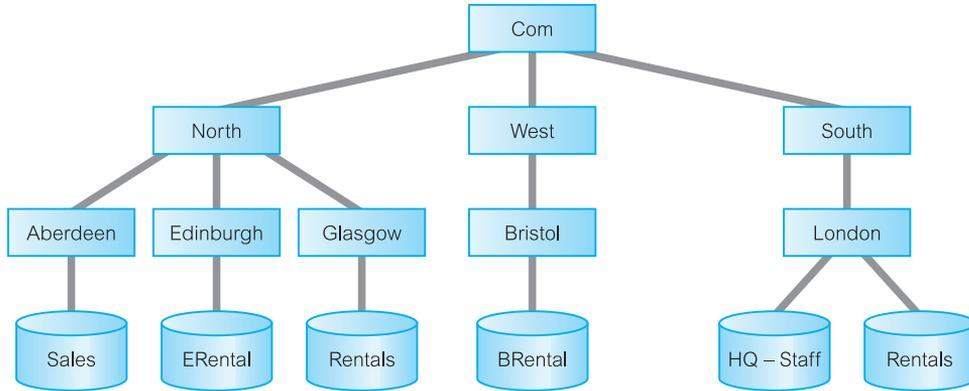 Com
North
West
South
Aberdeen
Edinburgh
Glasgow
Bristol
London
Sales
ERental
Rentals
BRental
HQ – Staff
Rentals